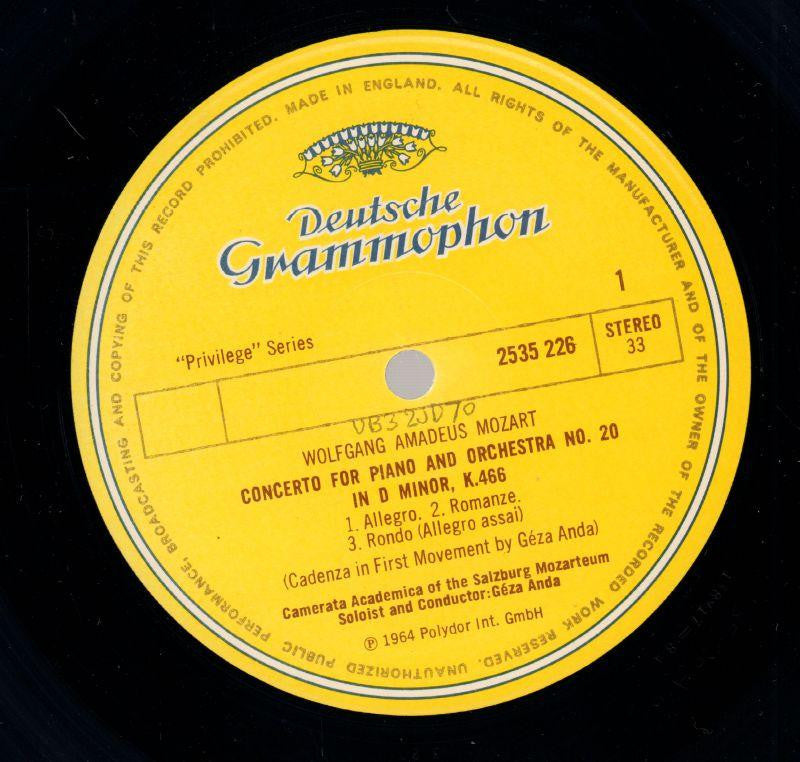 MADE IN ENGLAND. ALL RIGHTS OF THE MANUFACTURER AND OF THE OWNER OF THE RECORDED WORK RESERVED. UNAUTHORIZED PUBLIC PERFORMANCE, BROADCASTING AND COPYING OF THIS RECORD PROHIBITED.
Deutsche
Grammophon
1
"Privilege" Series
2535 226
STEREO
33
WOLFGANG AMADEUS MOZART
CONCERTO FOR PIANO AND ORCHESTRA NO. 20
IN D MINOR, K.466
1. Allegro. 2. Romanze.
3. Rondo (Allegro assai)
(Cadenza in First Movement by Géza Anda)
Camerata Academica of the Salzburg Mozarteum
Soloist and Conductor: Géza Anda
℗ 1964 Polydor Int. GmbH